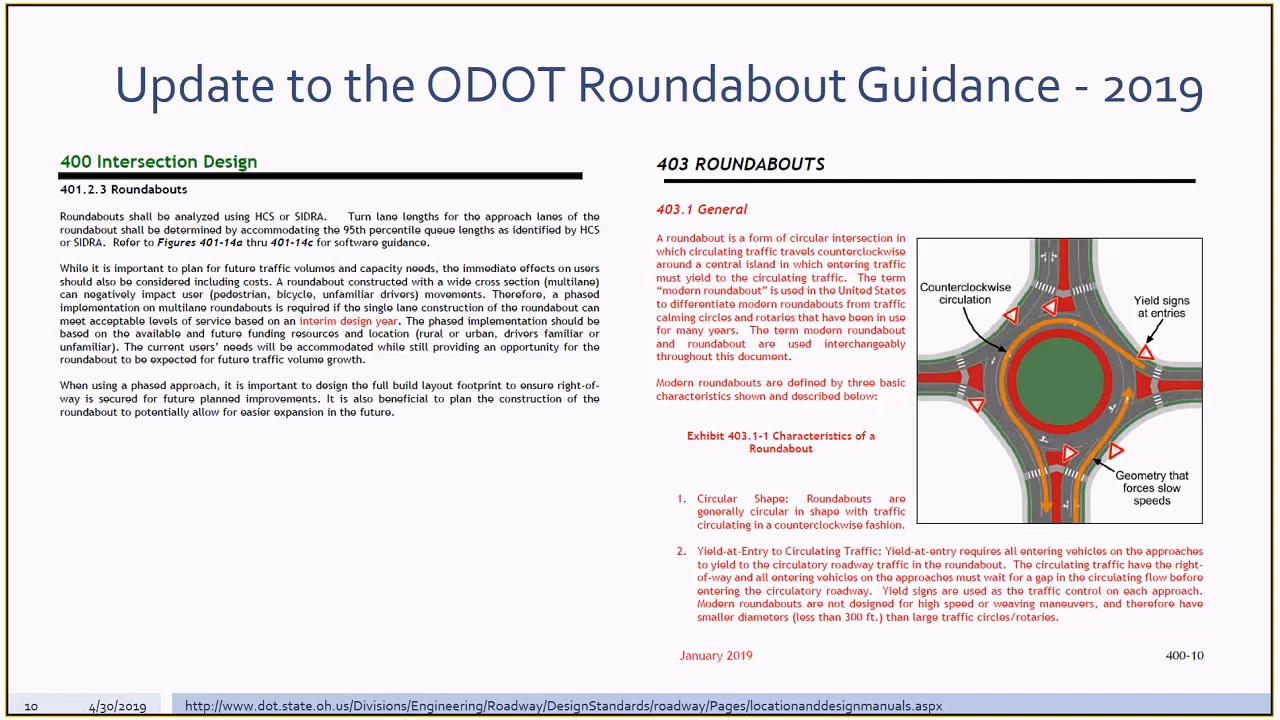 Update to the ODOT Roundabout Guidance - 2019
400 Intersection Design
401.2.3 Roundabouts
Roundabouts shall be analyzed using HCS or SIDRA. Turn lane lengths for the approach lanes of the
roundabout shall be determined by accommodating the 95th percentile queue lengths as identified by HCS
or SIDRA. Refer to Figures 401-14a thru 401-14c for software guidance.
While it is important to plan for future traffic volumes and capacity needs, the immediate effects on users
should also be considered including costs. A roundabout constructed with a wide cross section (multilane)
can negatively impact user (pedestrian, bicycle, unfamiliar drivers) movements. Therefore, a phased
implementation on multilane roundabouts is required if the single lane construction of the roundabout can
meet acceptable levels of service based on an interim design year. The phased implementation should be
based on the available and future funding resources and location (rural or urban, drivers familiar or
unfamiliar). The current users' needs will be accommodated while still providing an opportunity for the
roundabout to be expected for future traffic volume growth.
When using a phased approach, it is important to design the full build layout footprint to ensure right-of-
way is secured for future planned improvements. It is also beneficial to plan the construction of the
roundabout to potentially allow for easier expansion in the future.
403 ROUNDABOUTS
403.1 General
A roundabout is a form of circular intersection in
which circulating traffic travels counterclockwise
around a central island in which entering traffic
must yield to the circulating traffic. The term
"modern roundabout" is used in the United States
to differentiate modern roundabouts from traffic
calming circles and rotaries that have been in use
for many years. The term modern roundabout
and roundabout are used interchangeably
throughout this document.
Modern roundabouts are defined by three basic
characteristics shown and described below:
Exhibit 403.1-1 Characteristics of a
Roundabout
Counterclockwise
circulation
Yield signs
at entries
Geometry that
forces slow
speeds
1. Circular Shape: Roundabouts are
generally circular in shape with traffic
circulating in a counterclockwise fashion.
2. Yield-at-Entry to Circulating Traffic: Yield-at-entry requires all entering vehicles on the approaches
to yield to the circulatory roadway traffic in the roundabout. The circulating traffic have the right-
of-way and all entering vehicles on the approaches must wait for a gap in the circulating flow before
entering the circulatory roadway. Yield signs are used as the traffic control on each approach.
Modern roundabouts are not designed for high speed or weaving maneuvers, and therefore have
smaller diameters (less than 300 ft.) than large traffic circles/rotaries.
January 2019
400-10
10
4/30/2019
http://www.dot.state.oh.us/Divisions/Engineering/Roadway/DesignStandards/roadway/Pages/locationanddesignmanuals.aspx